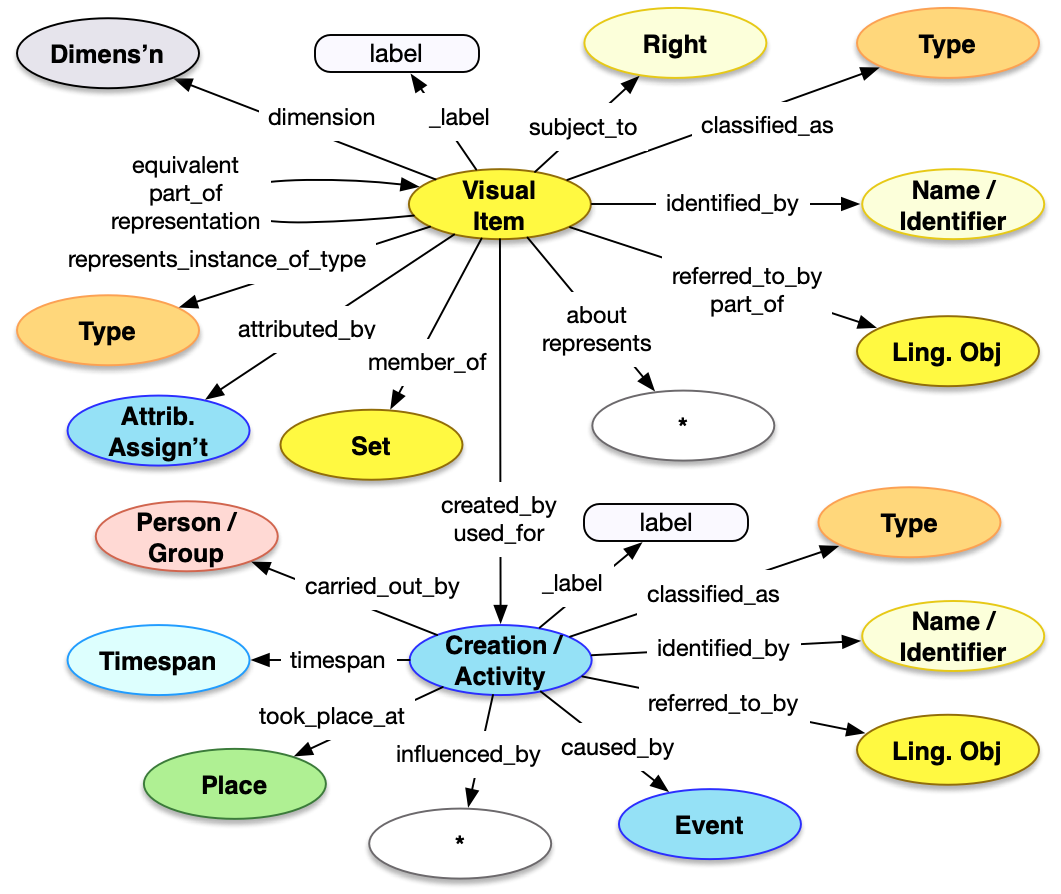 Dimens’n
label
Right
Type
dimension
_label
subject_to
classified_as
equivalent
part_of
representation
Visual
Item
identified_by
Name /
Identifier
represents_instance_of_type
referred_to_by
part_of
Type
attributed_by
about
represents
member_of
Ling. Obj
Attrib.
Assign’t
Set
*
created_by
used_for
label
Type
Person /
Group
carried_out_by
_label
classified_as
Creation /
Activity
identified_by
Name /
Identifier
Timespan
timespan
referred_to_by
took_place_at
influenced_by
caused_by
Ling. Obj
Place
*
Event